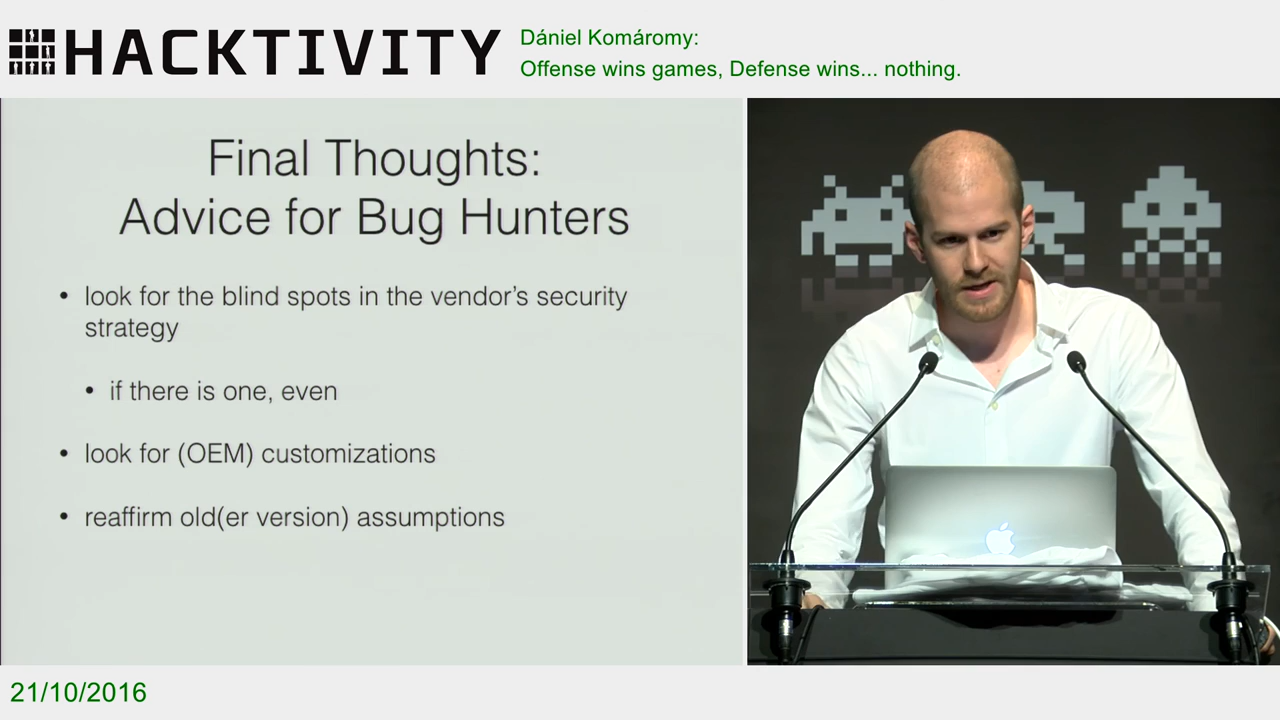 HACKTIVITY
Dániel Komáromy:
Offense wins games, Defense wins... nothing.
Final Thoughts:
Advice for Bug Hunters
• look for the blind spots in the vendor's security
strategy
• if there is one, even
• look for (OEM) customizations
• reaffirm old(er version) assumptions
21/10/2016